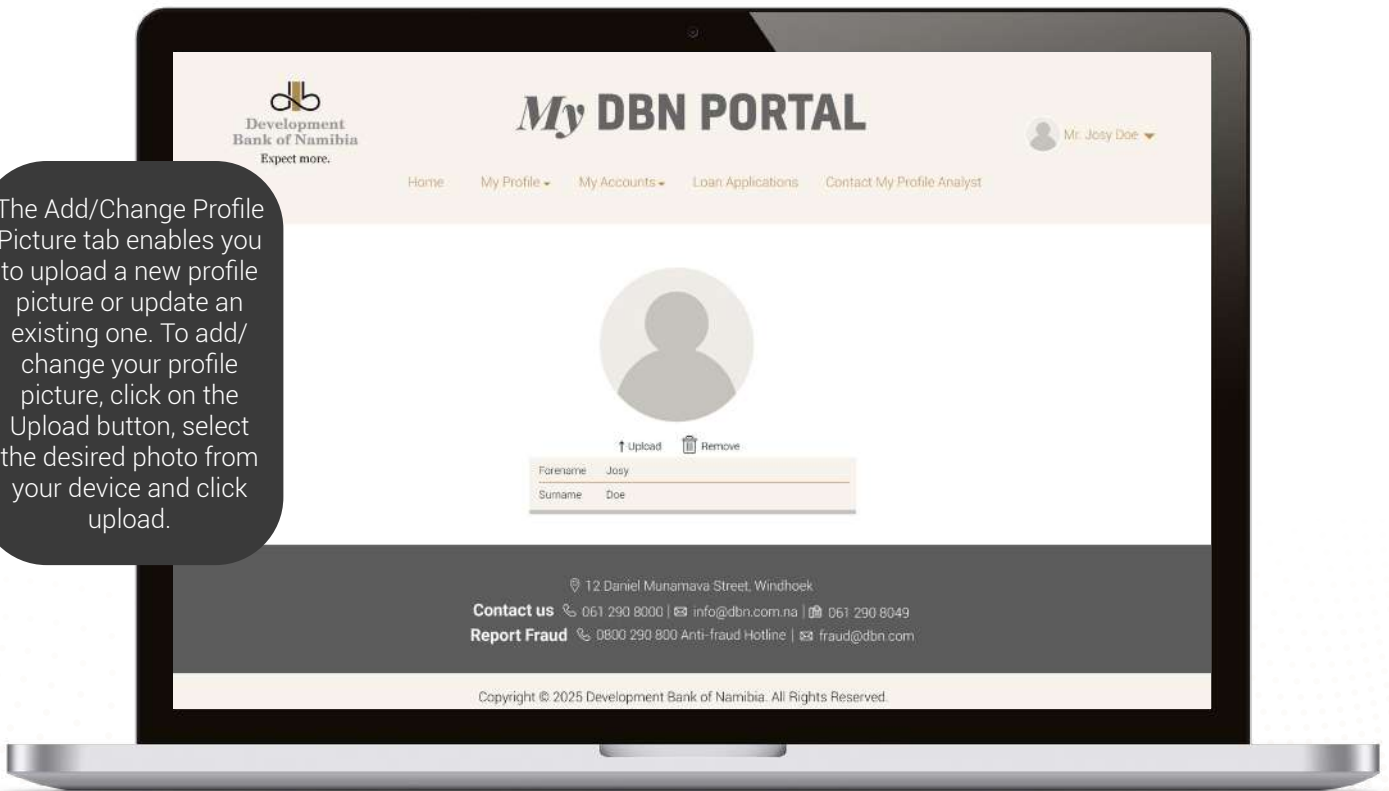 Development
Bank of Namibia
Expect more.
My DBN PORTAL
Mr. Josy Doe
Home My Profile My Accounts Loan Applications Contact My Profile Analyst
The Add/Change Profile
Picture tab enables you
to upload a new profile
picture or update an
existing one. To add/
change your profile
picture, click on the
Upload button, select
the desired photo from
your device and click
upload.
Upload Remove
Forename Josy
Surname Doe
12 Daniel Munamava Street, Windhoek
Contact us 061 290 8000 | info@dbn.com.na | 061 290 8049
Report Fraud 0800 290 800 Anti-fraud Hotline | fraud@dbn.com
Copyright © 2025 Development Bank of Namibia. All Rights Reserved.